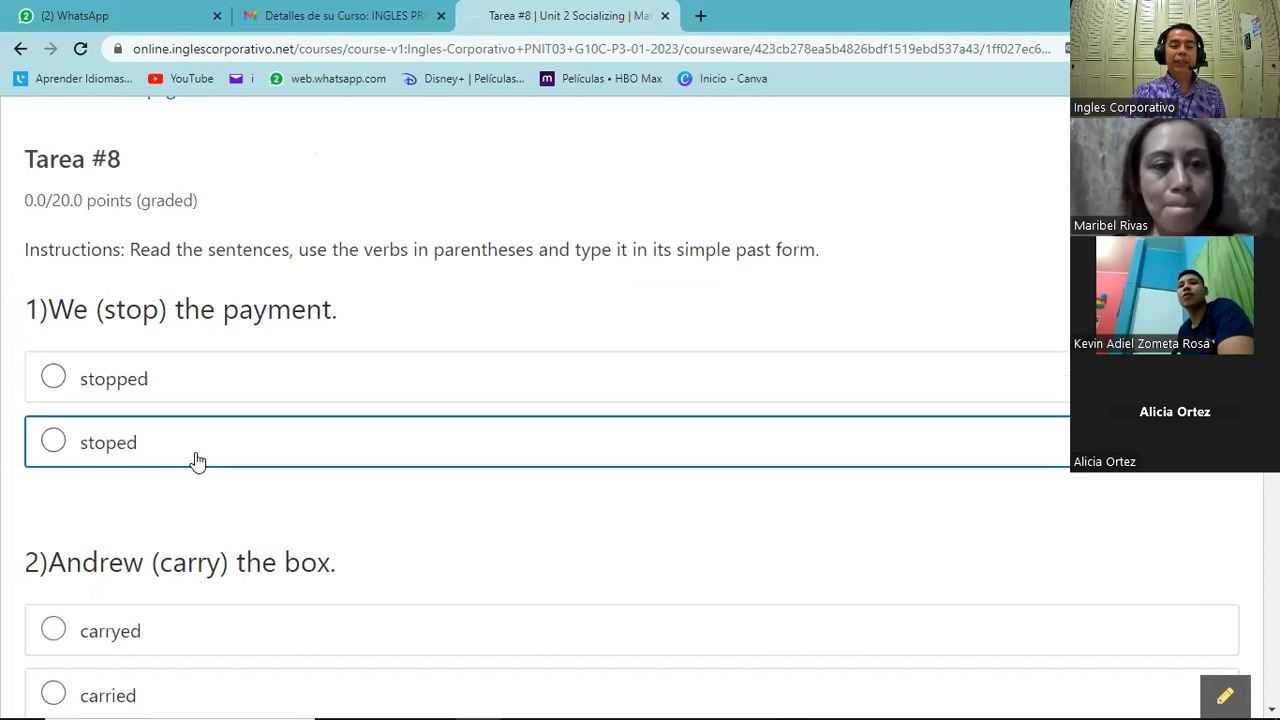 (2) WhatsApp
Detalles de su Curso: INGLES PR
Tarea #8 | Unit 2 Socializing | Ma
online.inglescorporativo.net/courses/course-v1:Ingles-Corporativo+PNIT03+G10C-P3-01-2023/courseware/
Aprender Idiomas...
YouTube
i
web.whatsapp.com
Disney+ | Pelíc...
Películas • HBO Max
Inicio - Canva
Tarea #8
0.0/20.0 points (graded)
Instructions: Read the sentences, use the verbs in parentheses and type it in its simple past form.
1)We (stop) the payment.
stopped
stoped
2)Andrew (carry) the box.
carryed
carried
Ingles Corporativo
Maribel Rivas
Kevin Adiel Zometa Rosa
Alicia Ortez
Alicia Ortez